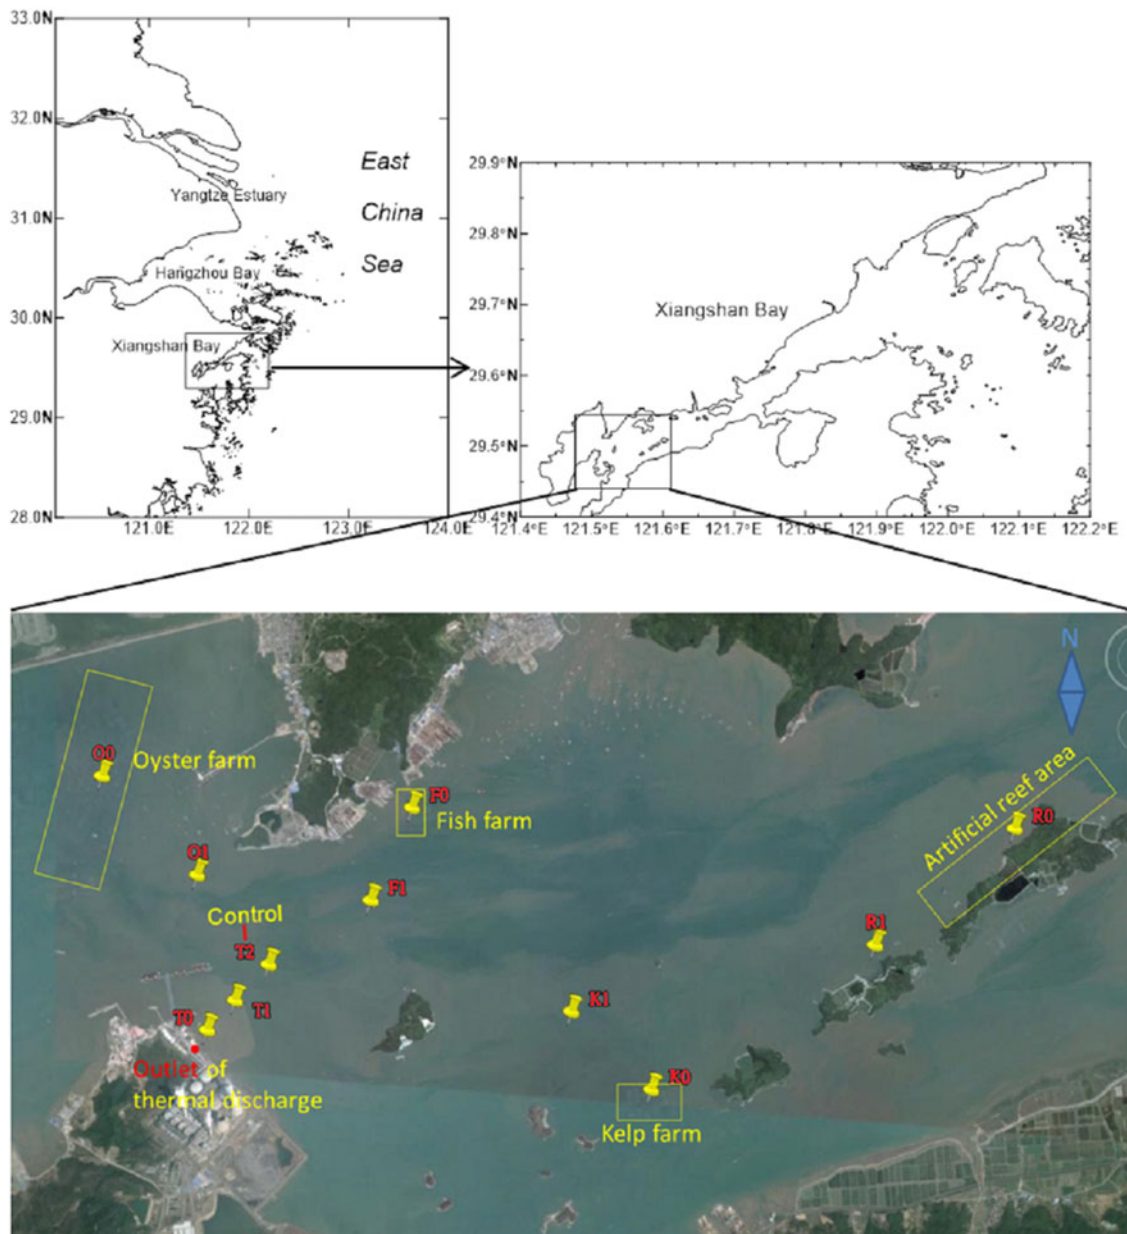 33.0N
32.0N
31.0N
30.0N
29.0N
28.0N
121.0E
122.0E
123.0E
124.0E
East
China
Sea
Yangtze Estuary
Hangzhou Bay
Xiangshan Bay
29.9°N
29.8°N
29.7°N
29.6°N
29.5°N
29.4°N
121.4°E
121.5°E
121.6°E
121.7°E
121.8°E
121.9°E
122.0°E
122.1°E
122.2°E
Xiangshan Bay
N
O0
Oyster farm
F0
Fish farm
Artificial reef area
R0
O1
F1
Control
T2
R1
T1
T0
K1
Outlet of
thermal discharge
K0
Kelp farm